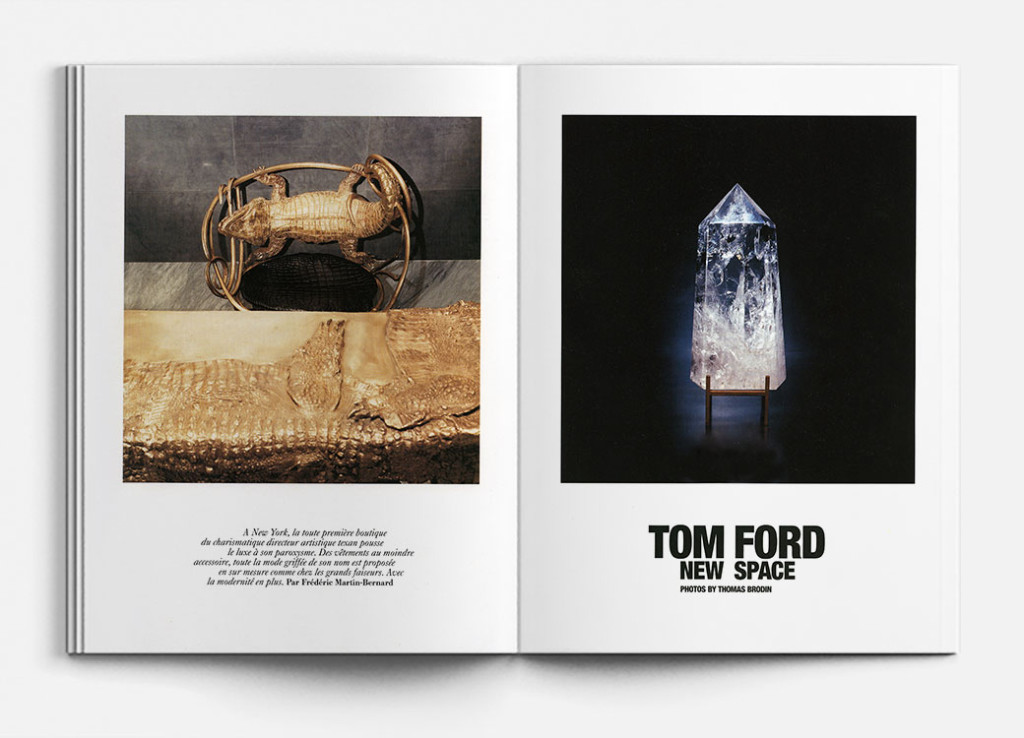 A New York, la toute première boutique
du charismatique directeur artistique texan pousse
le luxe à son paroxysme. Des vêtements au moindre
accessoire, toute la mode griffée de son nom est proposée
en sur mesure comme chez les grands faiseurs. Avec
la modernité en plus. Par Frédéric Martin-Bernard
TOM FORD
NEW SPACE
PHOTOS BY THOMAS BRODIN